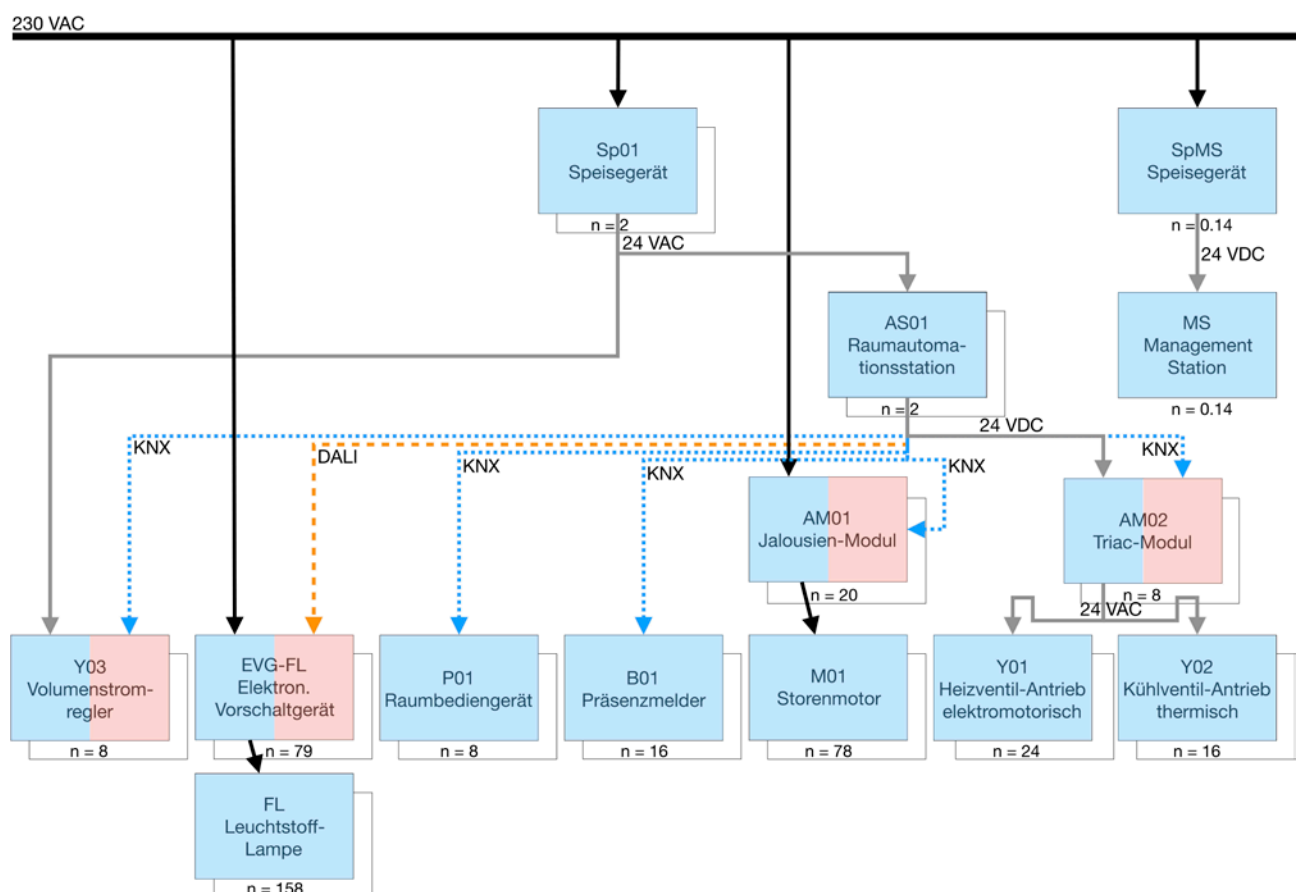 230 VAC
Sp01
Speisegerät
n = 2
SpMS
Speisegerät
n = 0.14
24 VAC
24 VDC
AS01
Raumautoma-
tionsstation
n = 2
MS
Management
Station
n = 0.14
KNX
DALI
KNX
KNX
KNX
24 VDC
KNX
AM01
Jalousien-Modul
n = 20
AM02
Triac-Modul
n = 8
24 VAC
Y03
Volumenstrom-
regler
n = 8
EVG-FL
Elektron.
Vorschaltgerät
n = 79
P01
Raumbediengerät
n = 8
B01
Präsenzmelder
n = 16
M01
Storenmotor
n = 78
Y01
Heizventil-Antrieb
elektromotorisch
n = 24
Y02
Kühlventil-Antrieb
thermisch
n = 16
FL
Leuchtstoff-
Lampe
n = 158